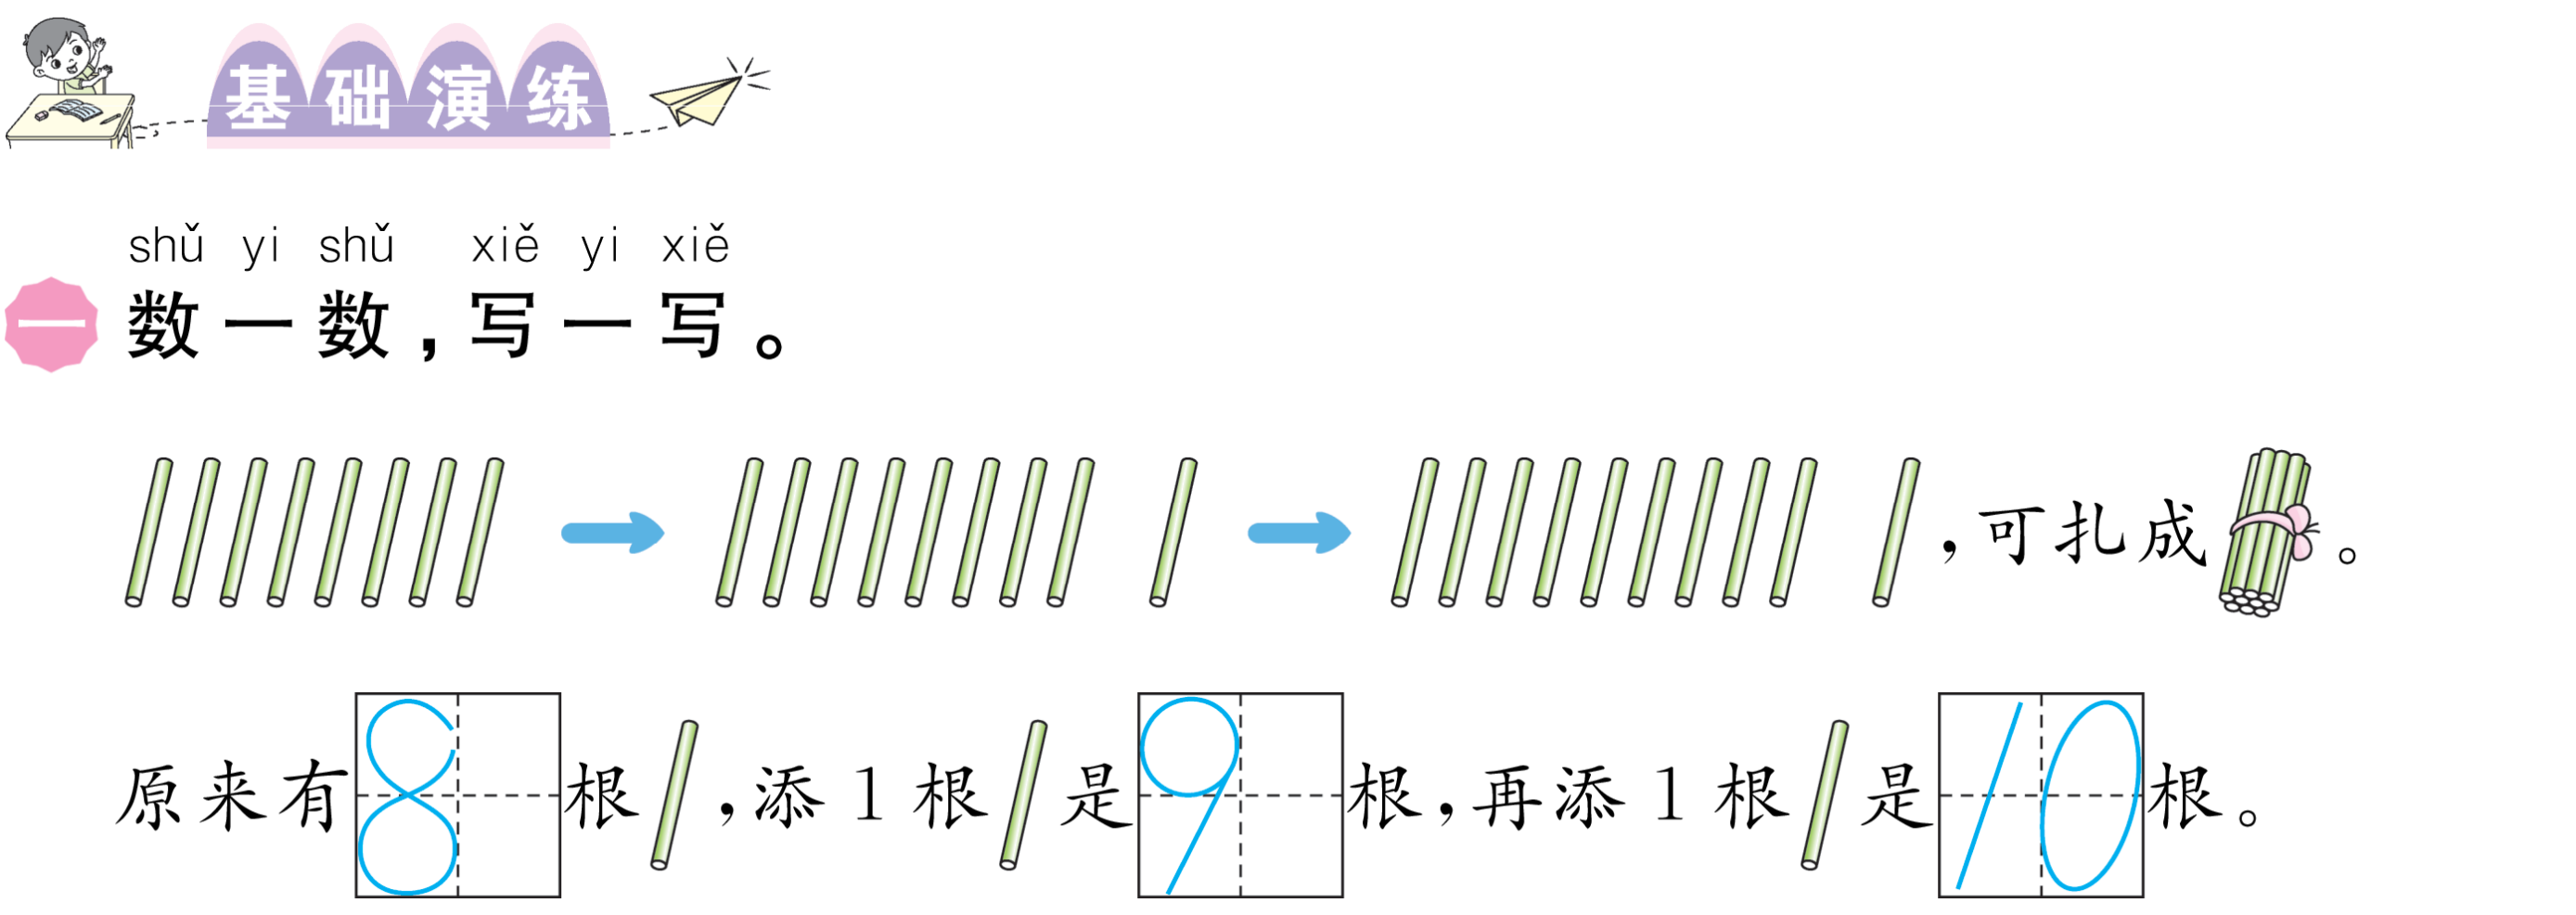 基础演练
shǔ yi shǔ xiě yi xiě
一 数一数，写一写。
，可扎成。
原来有8根，添1根是9根，再添1根是10根。